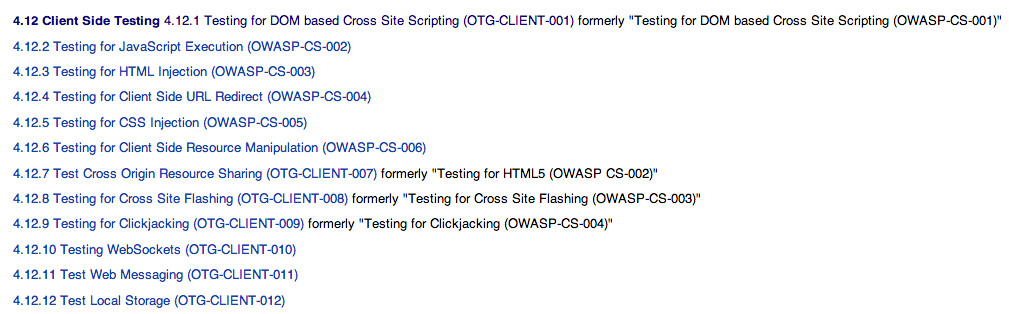 4.12 Client Side Testing 4.12.1 Testing for DOM based Cross Site Scripting (OTG-CLIENT-001) formerly "Testing for DOM based Cross Site Scripting (OWASP-CS-001)"
4.12.2 Testing for JavaScript Execution (OWASP-CS-002)
4.12.3 Testing for HTML Injection (OWASP-CS-003)
4.12.4 Testing for Client Side URL Redirect (OWASP-CS-004)
4.12.5 Testing for CSS Injection (OWASP-CS-005)
4.12.6 Testing for Client Side Resource Manipulation (OWASP-CS-006)
4.12.7 Test Cross Origin Resource Sharing (OTG-CLIENT-007) formerly "Testing for HTML5 (OWASP CS-002)"
4.12.8 Testing for Cross Site Flashing (OTG-CLIENT-008) formerly "Testing for Cross Site Flashing (OWASP-CS-003)"
4.12.9 Testing for Clickjacking (OTG-CLIENT-009) formerly "Testing for Clickjacking (OWASP-CS-004)"
4.12.10 Testing WebSockets (OTG-CLIENT-010)
4.12.11 Test Web Messaging (OTG-CLIENT-011)
4.12.12 Test Local Storage (OTG-CLIENT-012)